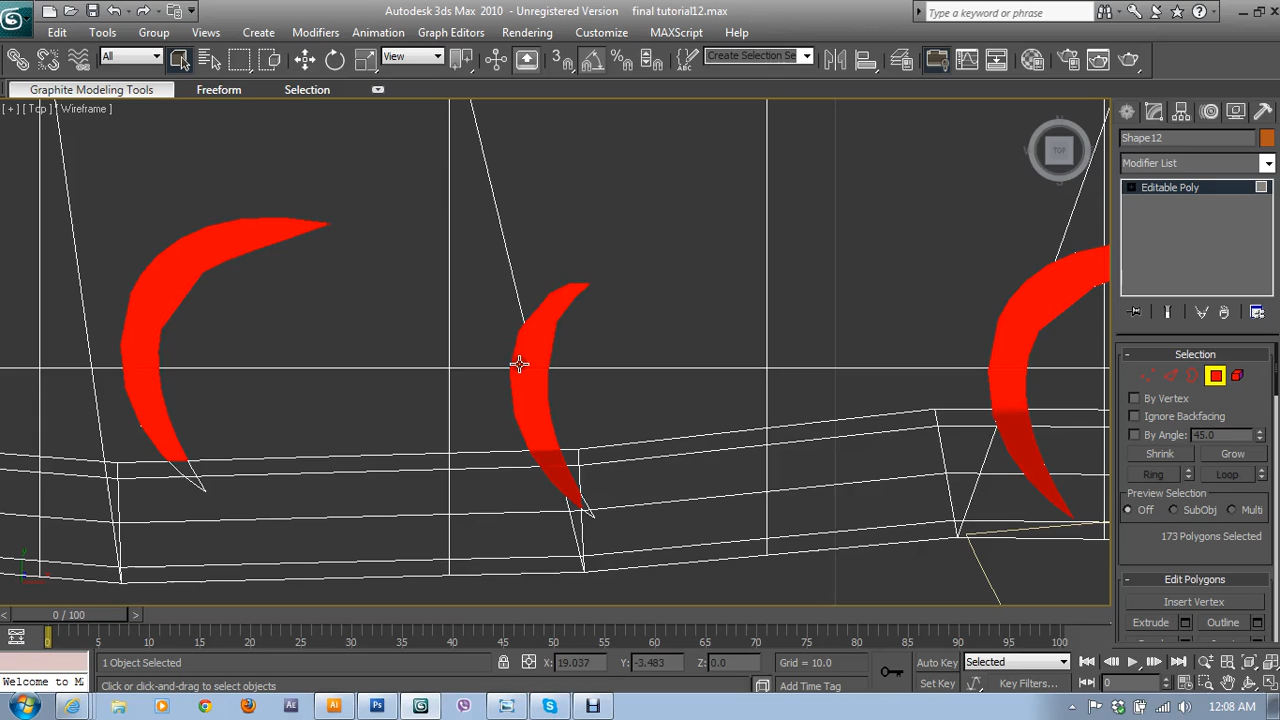 Autodesk 3ds Max 2010 - Unregistered Version final tutorial12.max
Type a keyword or phrase
Edit Tools Group Views Create Modifiers Animation Graph Editors Rendering Customize MAXScript Help
All View 3 Create Selection Se
Graphite Modeling Tools Freeform Selection
[ + ] [ Top ] [ Wireframe ]
TOP
Shape12
Modifier List
Editable Poly
- Selection
By Vertex
Ignore Backfacing
By Angle: 45.0
Shrink Grow
Ring Loop
Preview Selection
Off SubObj Multi
173 Polygons Selected
- Edit Polygons
Insert Vertex
Extrude Outline
< 0 / 100 >
0 5 10 15 20 25 30 35 40 45 50 55 60 65 70 75 80 85 90 95 100
1 Object Selected X: 19.037 Y: -3.483 Z: 0.0 Grid = 10.0 Auto Key Selected
Welcome to M Click or click-and-drag to select objects Add Time Tag Set Key Key Filters... 0
12:08 AM